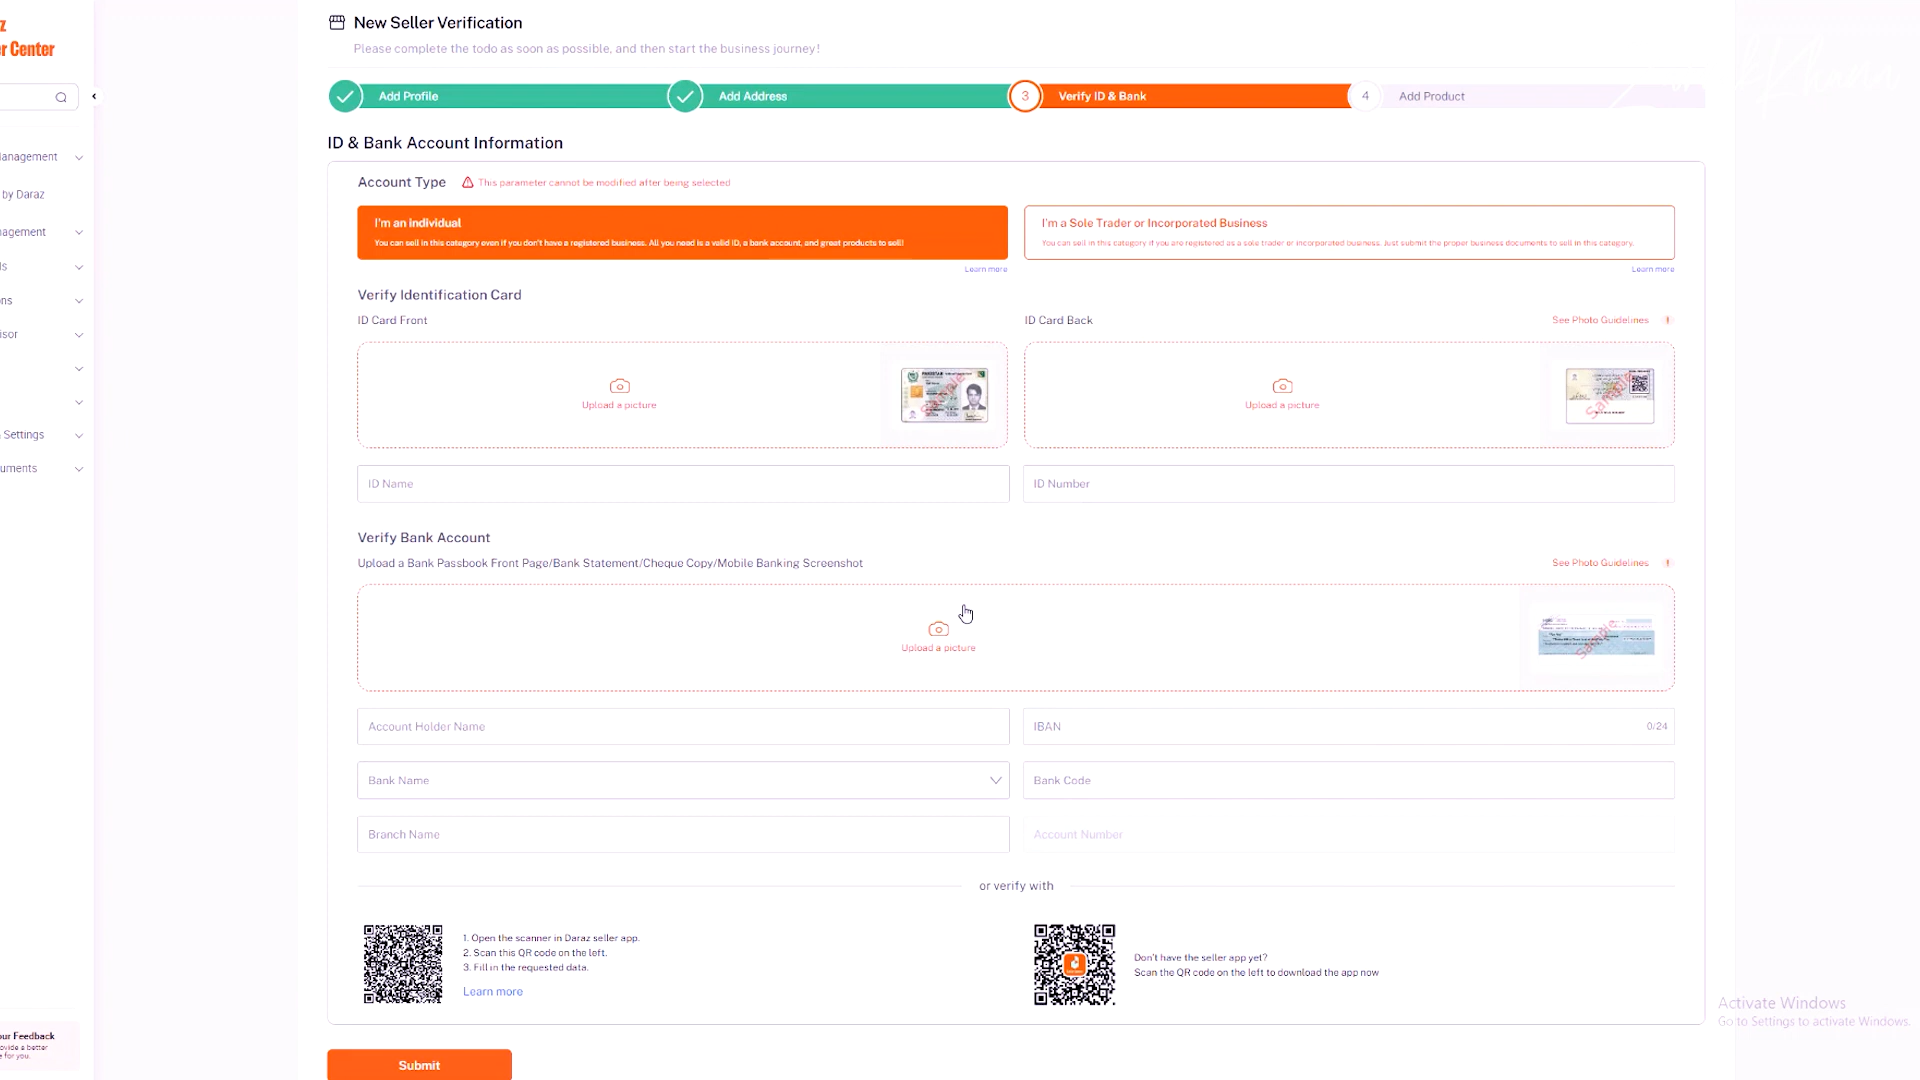 z
r Center
New Seller Verification
Please complete the todo as soon as possible, and then start the business journey!
Add Profile
Add Address
3
Verify ID & Bank
4
Add Product
anagement
by Daraz
agement
ls
ons
isor
Settings
uments
ID & Bank Account Information
Account Type
This parameter cannot be modified after being selected
I'm an individual
You can sell in this category even if you don't have a registered business. All you need is a valid ID, a bank account, and great products to sell!
Learn more
I'm a Sole Trader or Incorporated Business
You can sell in this category if you are registered as a sole trader or incorporated business. Just submit the proper business documents to sell in this category.
Learn more
Verify Identification Card
ID Card Front
ID Card Back
See Photo Guidelines
!
Upload a picture
PAKISTAN
Sample
Upload a picture
Sample
ID Name
ID Number
Verify Bank Account
Upload a Bank Passbook Front Page/Bank Statement/Cheque Copy/Mobile Banking Screenshot
See Photo Guidelines
!
Upload a picture
Sample
Account Holder Name
IBAN
0/24
Bank Name
Bank Code
Branch Name
Account Number
or verify with
1. Open the scanner in Daraz seller app.
2. Scan this QR code on the left.
3. Fill in the requested data.
Learn more
Don't have the seller app yet?
Scan the QR code on the left to download the app now
Activate Windows
Go to Settings to activate Windows.
our Feedback
ovide a better
e for you.
Submit